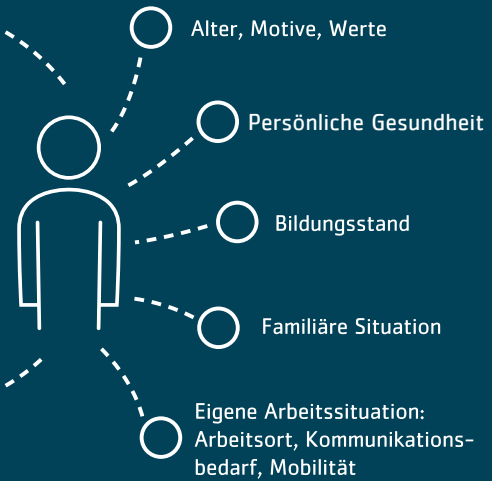 Alter, Motive, Werte
Persönliche Gesundheit
Bildungsstand
Familiäre Situation
Eigene Arbeitssituation:
Arbeitsort, Kommunikations-
bedarf, Mobilität